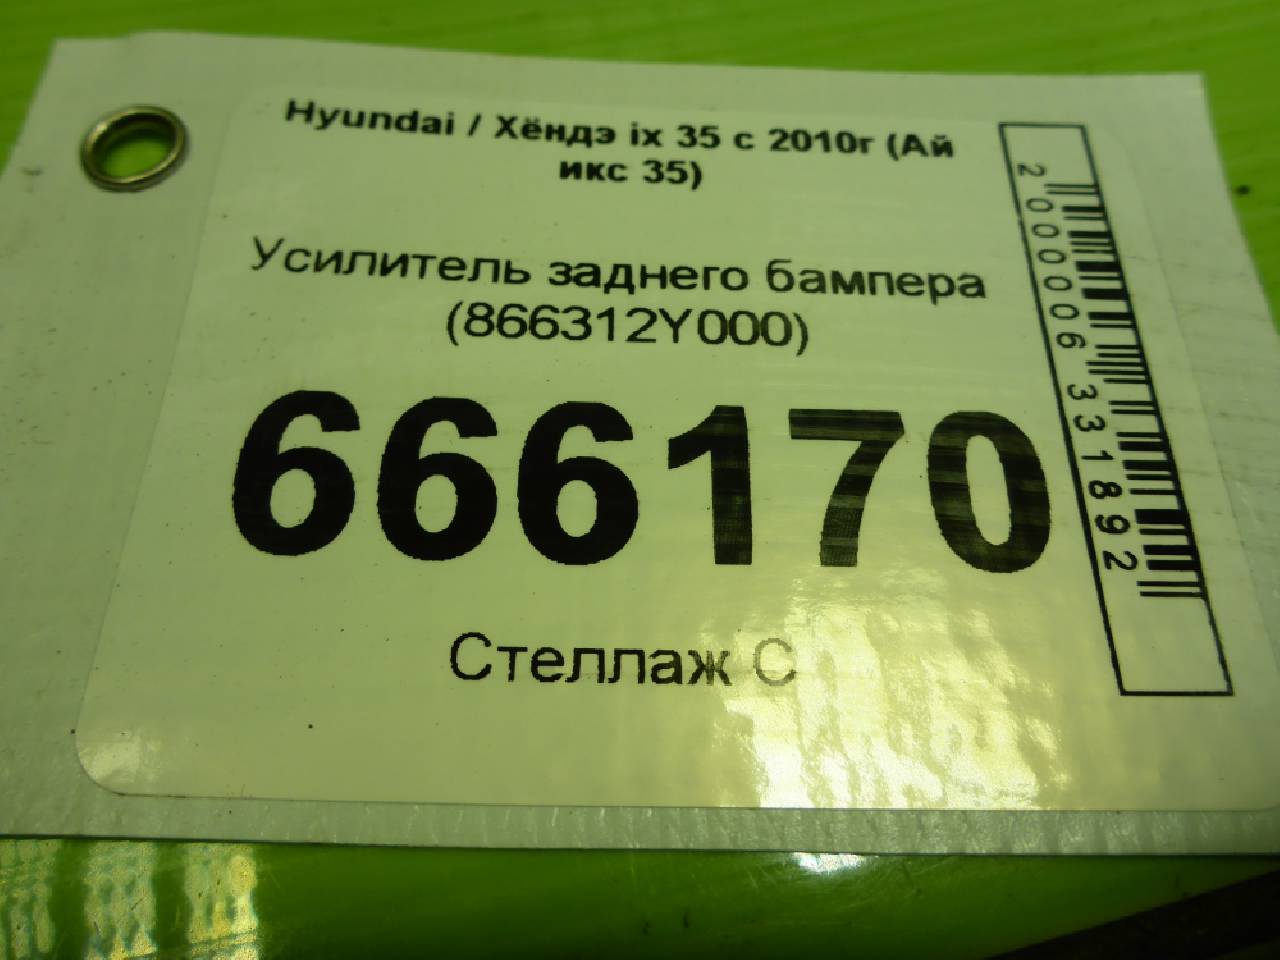 Hyundai / Хёндэ ix 35 с 2010г (Ай
икс 35)
Усилитель заднего бампера
(866312Y000)
666170
Стеллаж С
2000006331892